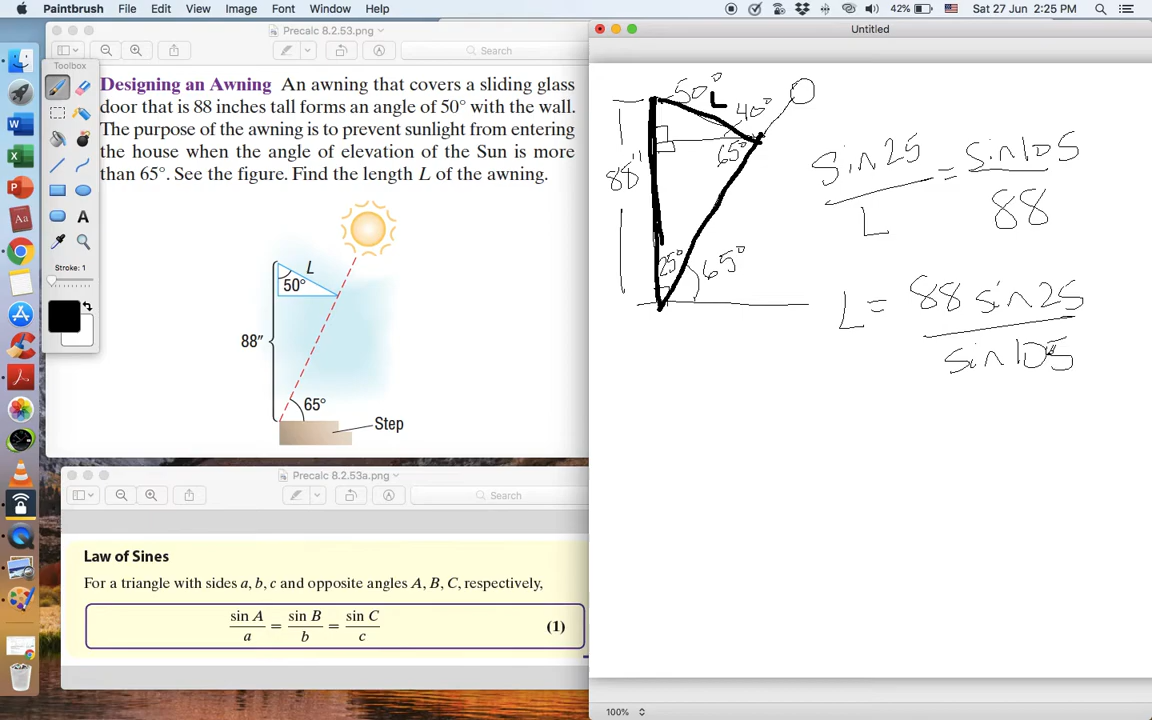 Paintbrush File Edit View Image Font Window Help
42% Sat 27 Jun 2:25 PM
Precalc 8.2.53.png
Search
Toolbox
Stroke: 1
Designing an Awning An awning that covers a sliding glass
door that is 88 inches tall forms an angle of 50° with the wall.
The purpose of the awning is to prevent sunlight from entering
the house when the angle of elevation of the Sun is more
than 65°. See the figure. Find the length L of the awning.
L
50°
88"
65°
Step
Precalc 8.2.53a.png
Search
Law of Sines
For a triangle with sides a, b, c and opposite angles A, B, C, respectively,
sin A / a = sin B / b = sin C / c (1)
Untitled
50°
L
40°
65°
88"
25°
65°
sin 25 / L = sin 105 / 88
L = 88 sin 25 / sin 105
100%